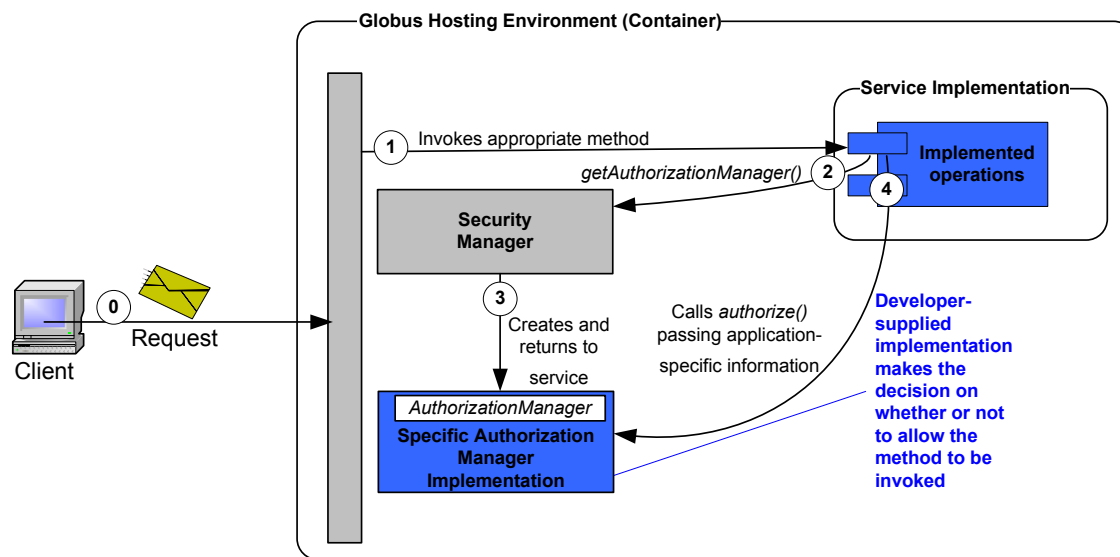 Globus Hosting Environment (Container)
Service Implementation
1
Invokes appropriate method
Implemented
operations
getAuthorizationManager()
2
4
Security
Manager
0
Request
Client
3
Creates and
returns to
service
Calls authorize()
passing application-
specific information
Developer-
supplied
implementation
makes the
decision on
whether or not
to allow the
method to be
invoked
AuthorizationManager
Specific Authorization
Manager
Implementation